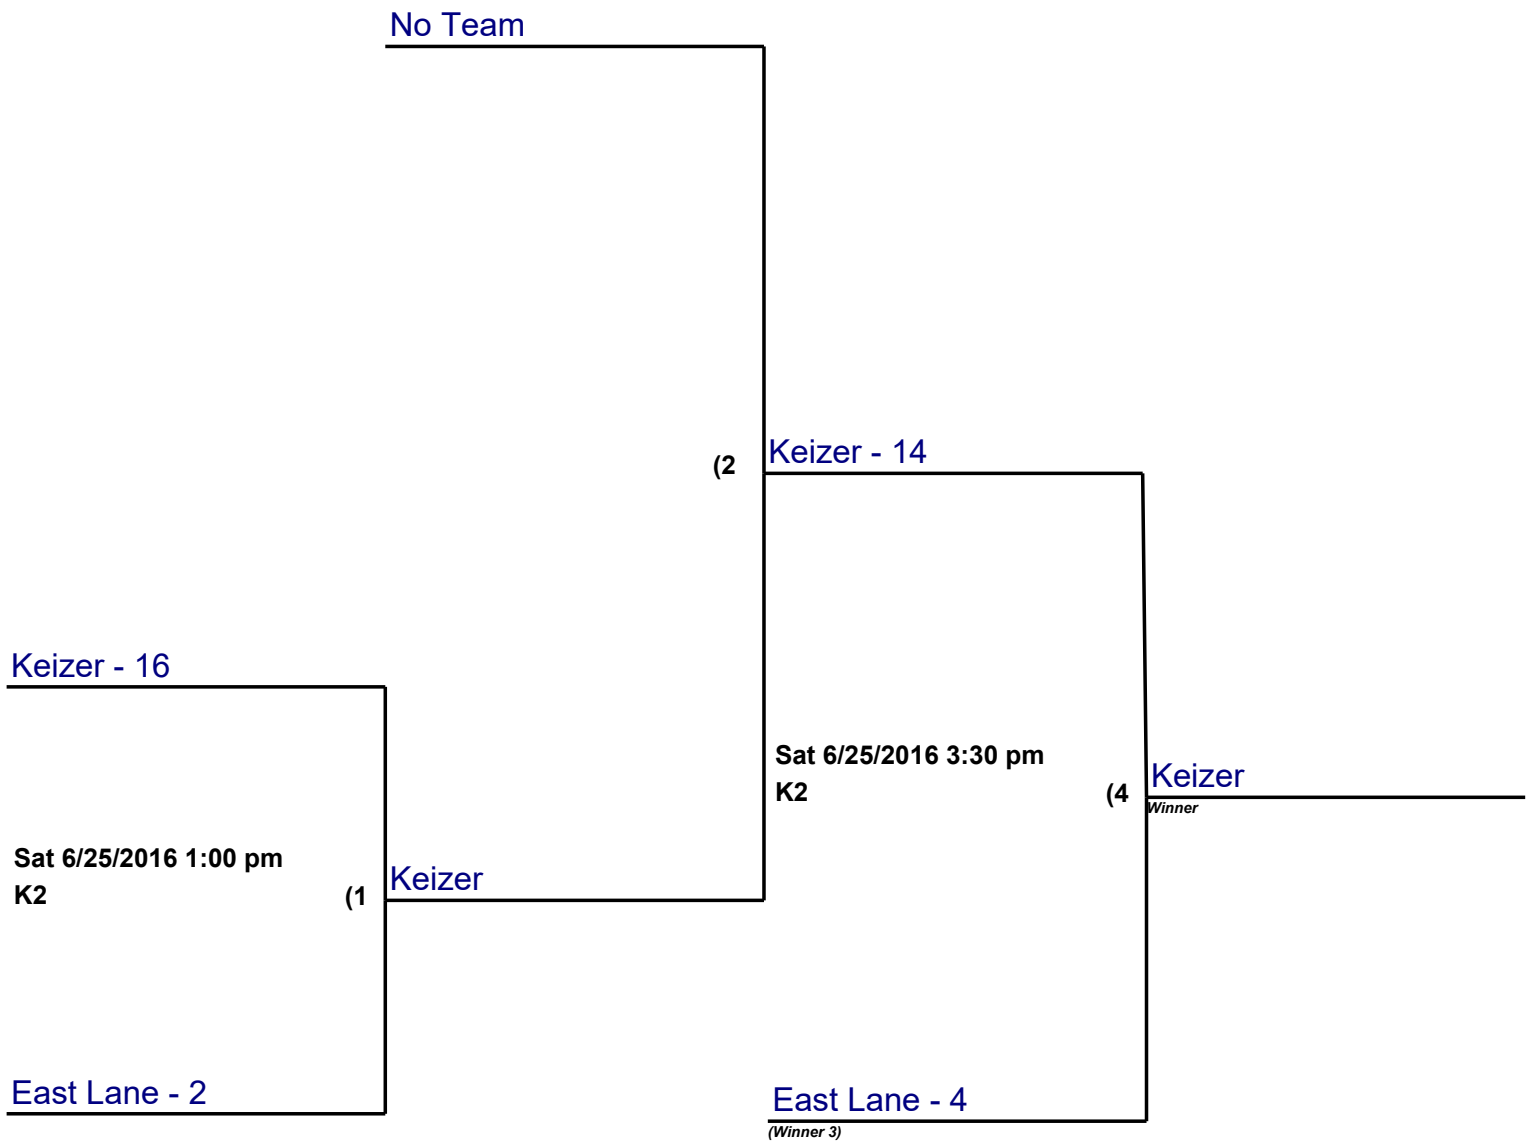 No Team
(2
Keizer - 14
Keizer - 16
Sat 6/25/2016 3:30 pm
K2
(4
Keizer
Winner
Sat 6/25/2016 1:00 pm
K2
(1
Keizer
East Lane - 2
East Lane - 4
(Winner 3)